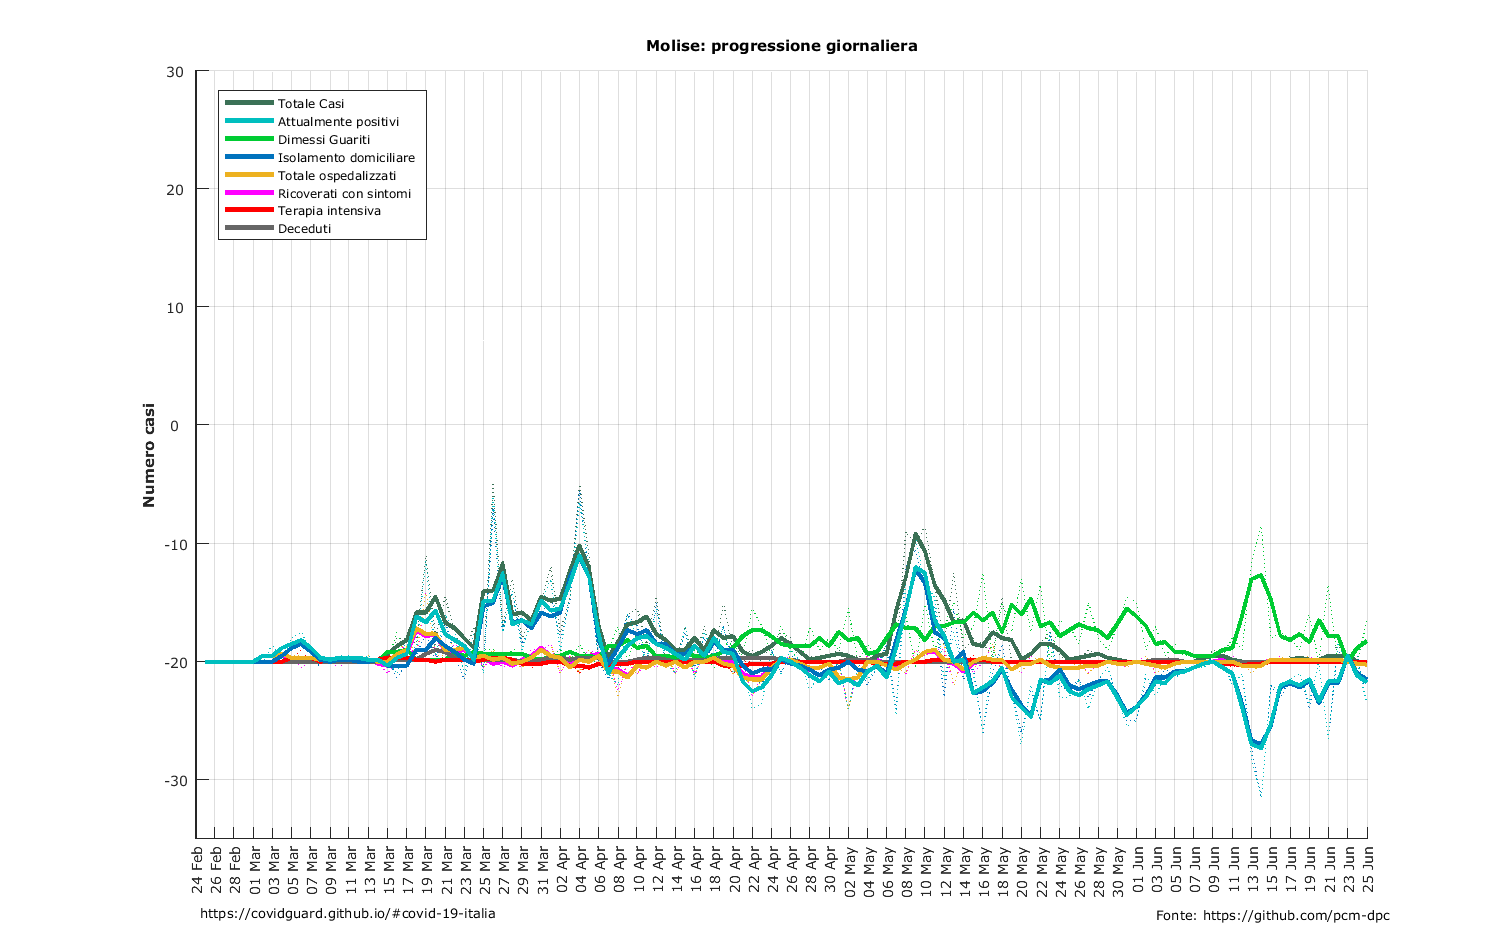 Molise: progressione giornaliera
30
20
10
0
-10
-20
-30
Numero casi
Totale Casi
Attualmente positivi
Dimessi Guariti
Isolamento domiciliare
Totale ospedalizzati
Ricoverati con sintomi
Terapia intensiva
Deceduti
24 Feb
26 Feb
28 Feb
01 Mar
03 Mar
05 Mar
07 Mar
09 Mar
11 Mar
13 Mar
15 Mar
17 Mar
19 Mar
21 Mar
23 Mar
25 Mar
27 Mar
29 Mar
31 Mar
02 Apr
04 Apr
06 Apr
08 Apr
10 Apr
12 Apr
14 Apr
16 Apr
18 Apr
20 Apr
22 Apr
24 Apr
26 Apr
28 Apr
30 Apr
02 May
04 May
06 May
08 May
10 May
12 May
14 May
16 May
18 May
20 May
22 May
24 May
26 May
28 May
30 May
01 Jun
03 Jun
05 Jun
07 Jun
09 Jun
11 Jun
13 Jun
15 Jun
17 Jun
19 Jun
21 Jun
23 Jun
25 Jun
https://covidguard.github.io/#covid-19-italia
Fonte: https://github.com/pcm-dpc